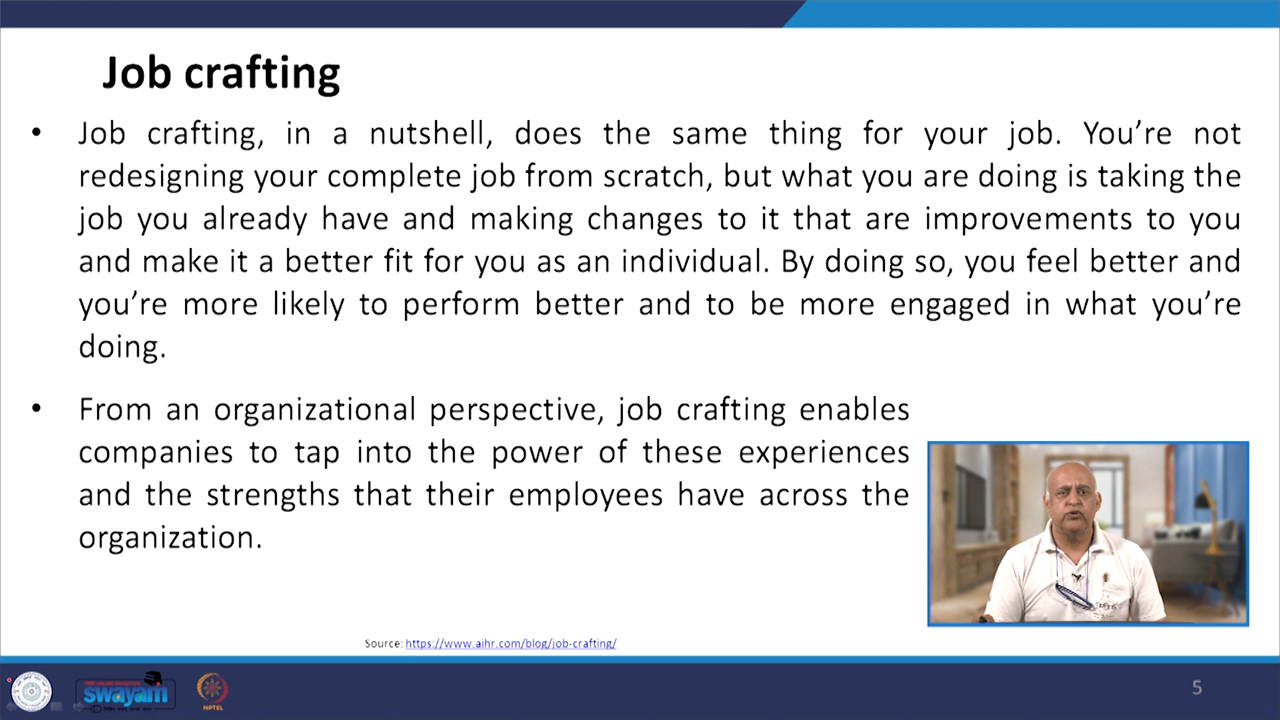 Job crafting
• Job crafting, in a nutshell, does the same thing for your job. You’re not
redesigning your complete job from scratch, but what you are doing is taking the
job you already have and making changes to it that are improvements to you
and make it a better fit for you as an individual. By doing so, you feel better and
you’re more likely to perform better and to be more engaged in what you’re
doing.
• From an organizational perspective, job crafting enables
companies to tap into the power of these experiences
and the strengths that their employees have across the
organization.
Source: https://www.aihr.com/blog/job-crafting/
swayam
NPTEL
5